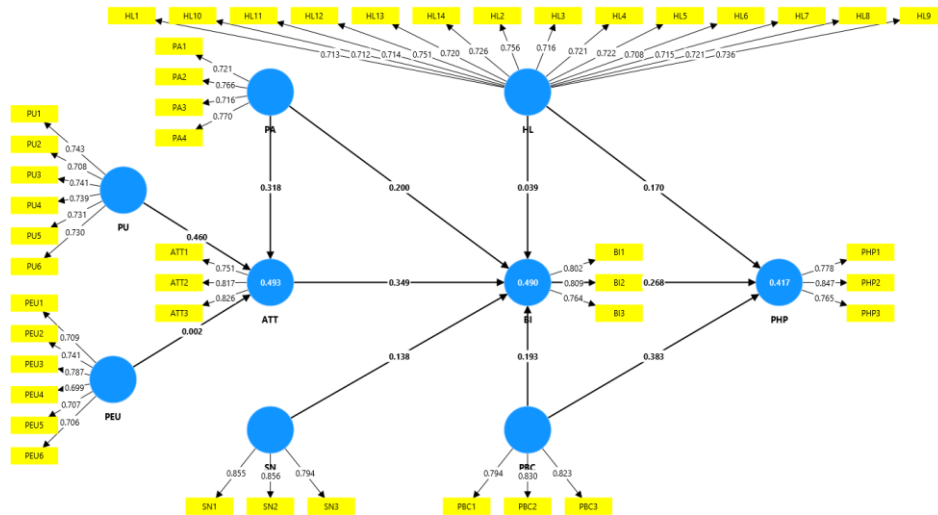 HL1 HL10 HL11 HL12 HL13 HL14 HL2 HL3 HL4 HL5 HL6 HL7 HL8 HL9
0.713 0.712 0.714 0.751 0.720 0.726 0.756 0.716 0.721 0.722 0.708 0.715 0.721 0.736
PA1
0.721
PA2
0.766
PA3
0.716
PA4
0.770
PA
HL
PU1
0.743
PU2
0.708
PU3
0.741
PU4
0.739
PU5
0.731
PU6
0.730
PU
0.318
0.200
0.039
0.170
0.460
ATT1
0.751
ATT2
0.817
ATT3
0.826
0.493
ATT
0.349
0.490
BI
0.802
BI1
0.809
BI2
0.764
BI3
0.268
0.417
PHP
0.778
PHP1
0.847
PHP2
0.765
PHP3
PEU1
0.709
PEU2
0.741
PEU3
0.787
PEU4
0.699
PEU5
0.707
PEU6
0.706
PEU
0.002
0.138
0.193
0.383
SN
0.855 0.856 0.794
SN1 SN2 SN3
PBC
0.794 0.830 0.823
PBC1 PBC2 PBC3